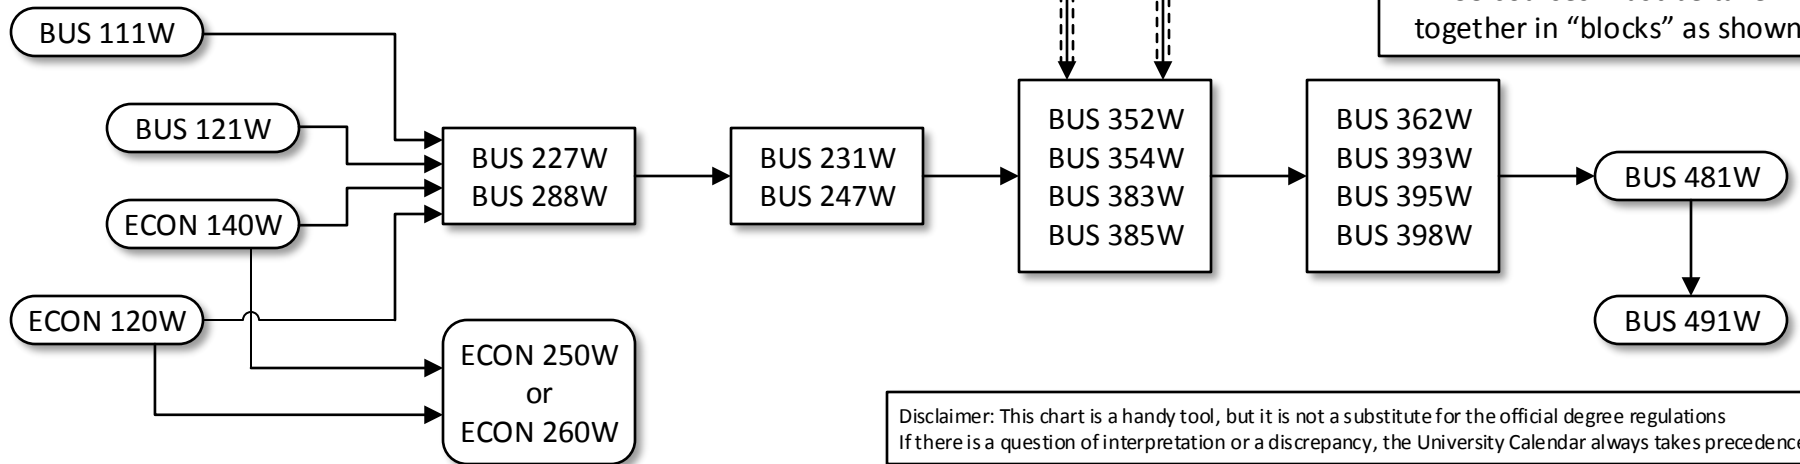 together in “blocks” as shown
BUS 111W
BUS 121W
ECON 140W
ECON 120W
BUS 227W
BUS 288W
ECON 250W
or
ECON 260W
BUS 231W
BUS 247W
BUS 352W
BUS 354W
BUS 383W
BUS 385W
BUS 362W
BUS 393W
BUS 395W
BUS 398W
BUS 481W
BUS 491W
Disclaimer: This chart is a handy tool, but it is not a substitute for the official degree regulations
If there is a question of interpretation or a discrepancy, the University Calendar always takes precedence